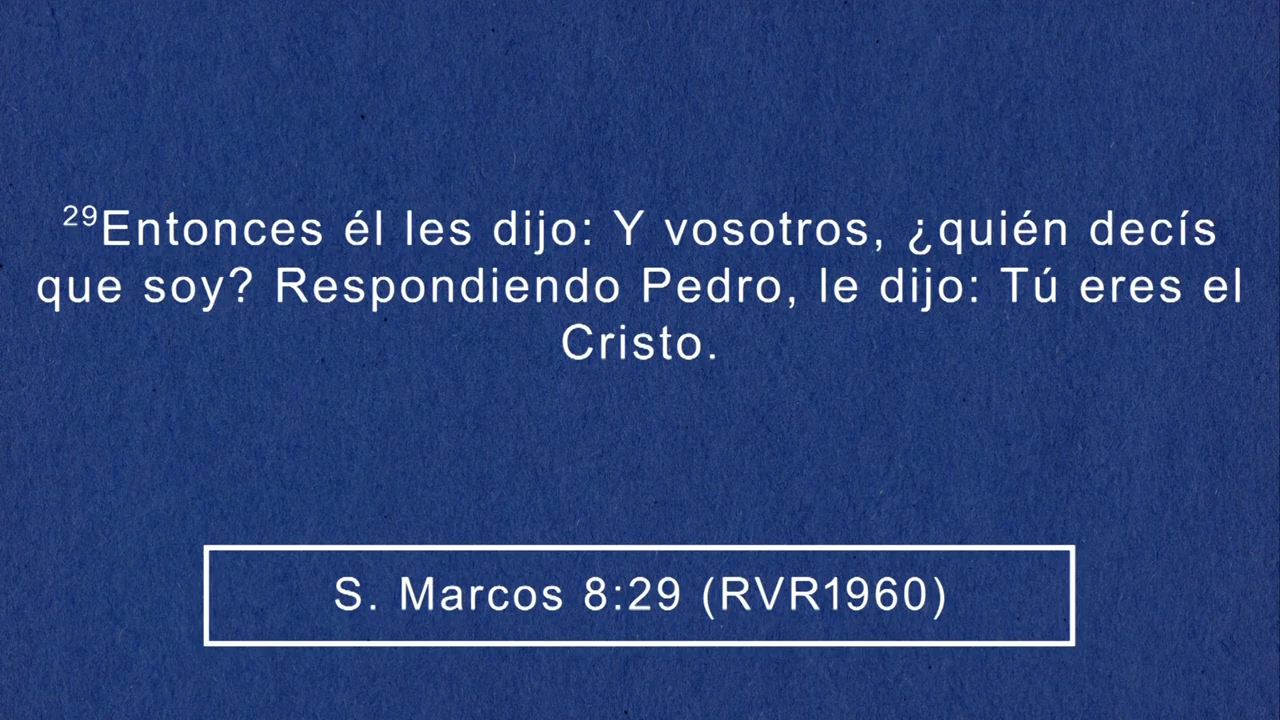 29Entonces él les dijo: Y vosotros, ¿quién decís
que soy? Respondiendo Pedro, le dijo: Tú eres el
Cristo.
S. Marcos 8:29 (RVR1960)